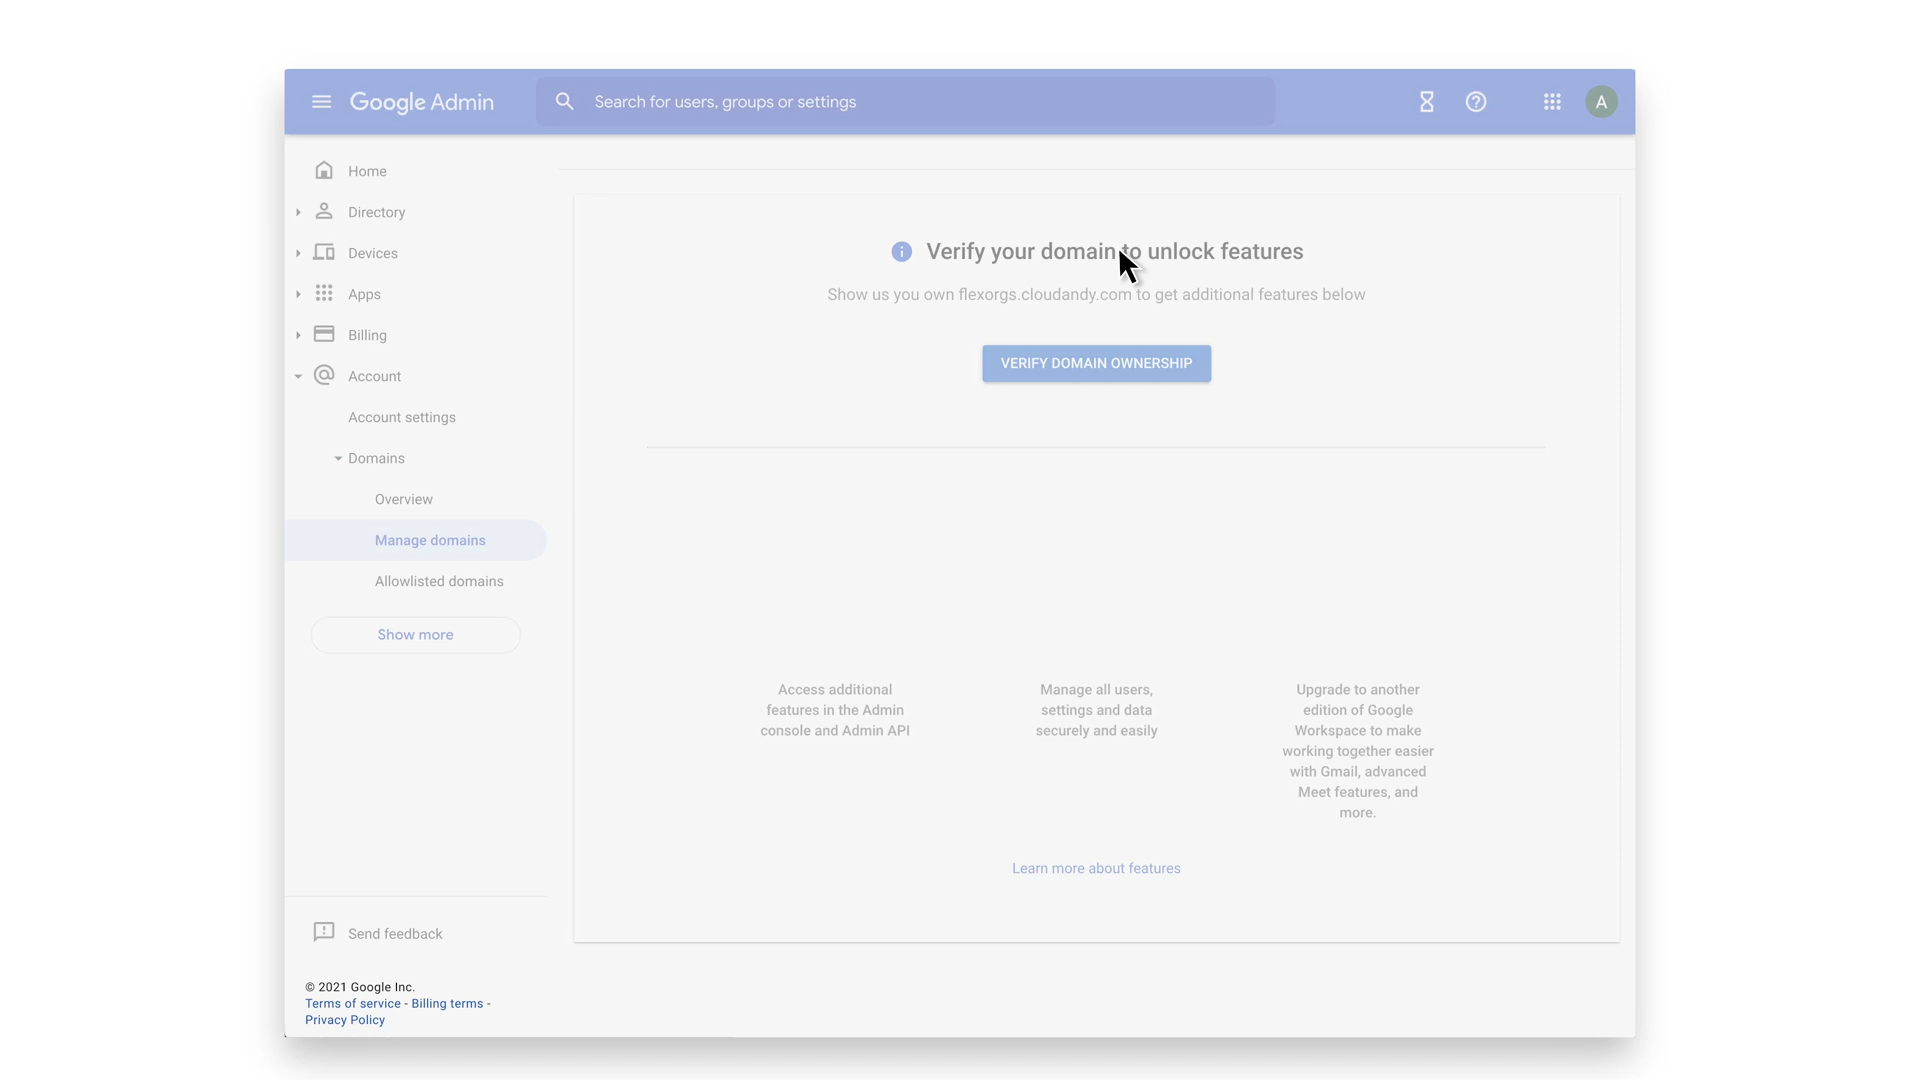 Google Admin
Search for users, groups or settings
A
Home
Directory
Devices
Apps
Billing
Account
Account settings
Domains
Overview
Manage domains
Allowlisted domains
Show more
Send feedback
© 2021 Google Inc.
Terms of service - Billing terms -
Privacy Policy
Verify your domain to unlock features
Show us you own flexorgs.cloudandy.com to get additional features below
VERIFY DOMAIN OWNERSHIP
Access additional
features in the Admin
console and Admin API
Manage all users,
settings and data
securely and easily
Upgrade to another
edition of Google
Workspace to make
working together easier
with Gmail, advanced
Meet features, and
more.
Learn more about features